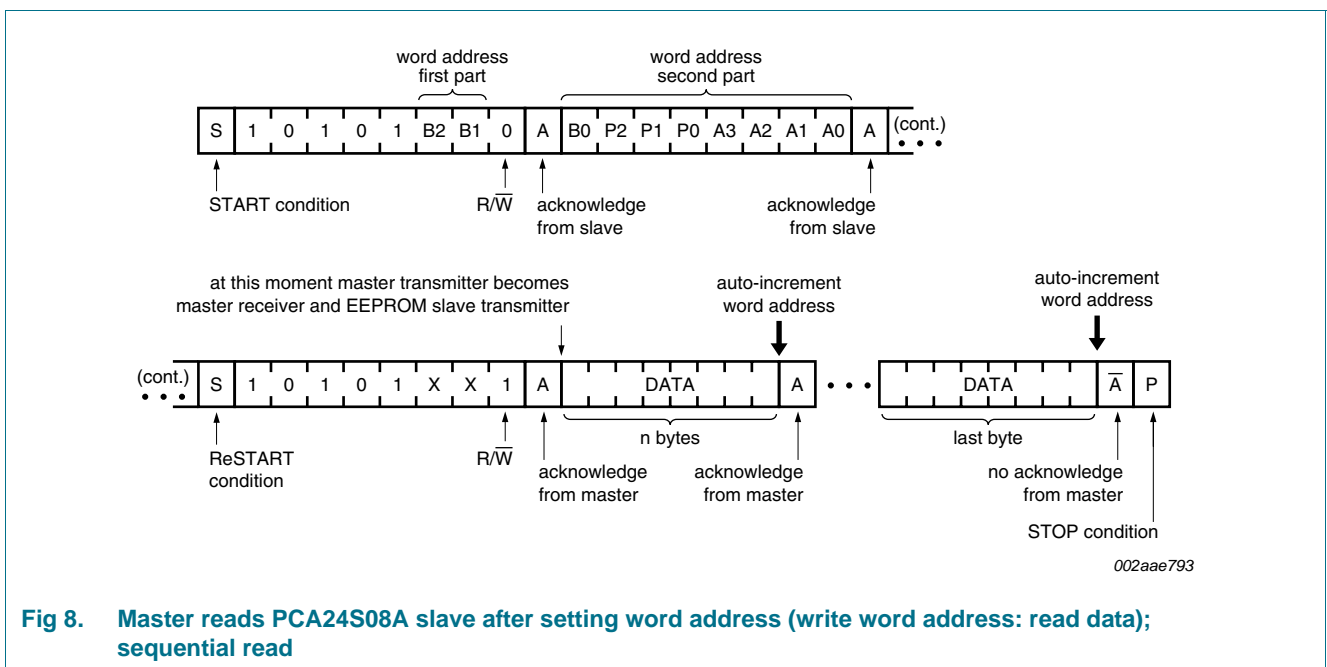 word address
first part
word address
second part
S 1 0 1 0 1 B2 B1 0 A B0 P2 P1 P0 A3 A2 A1 A0 A (cont.)
START condition
R/W̅
acknowledge
from slave
acknowledge
from slave
at this moment master transmitter becomes
master receiver and EEPROM slave transmitter
auto-increment
word address
auto-increment
word address
(cont.) S 1 0 1 0 1 X X 1 A DATA A DATA A̅ P
n bytes
last byte
ReSTART
condition
R/W̅
acknowledge
from master
acknowledge
from master
no acknowledge
from master
STOP condition
002aae793
Fig 8. Master reads PCA24S08A slave after setting word address (write word address: read data);
sequential read